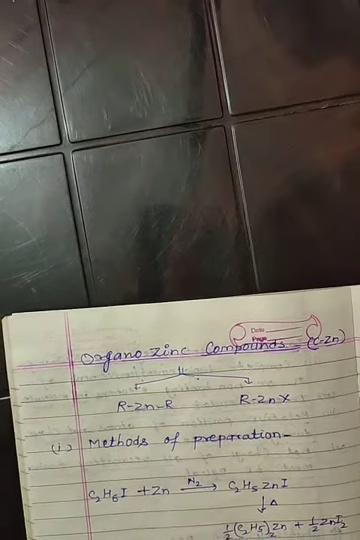 Date
Page
Organo-zinc Compounds - (C-Zn)
R-Zn-R R-Zn-X
(i) Methods of preparation-
C2H5I + Zn N2→ C2H5ZnI
↓Δ
½(C2H5)2Zn + ½ZnI2